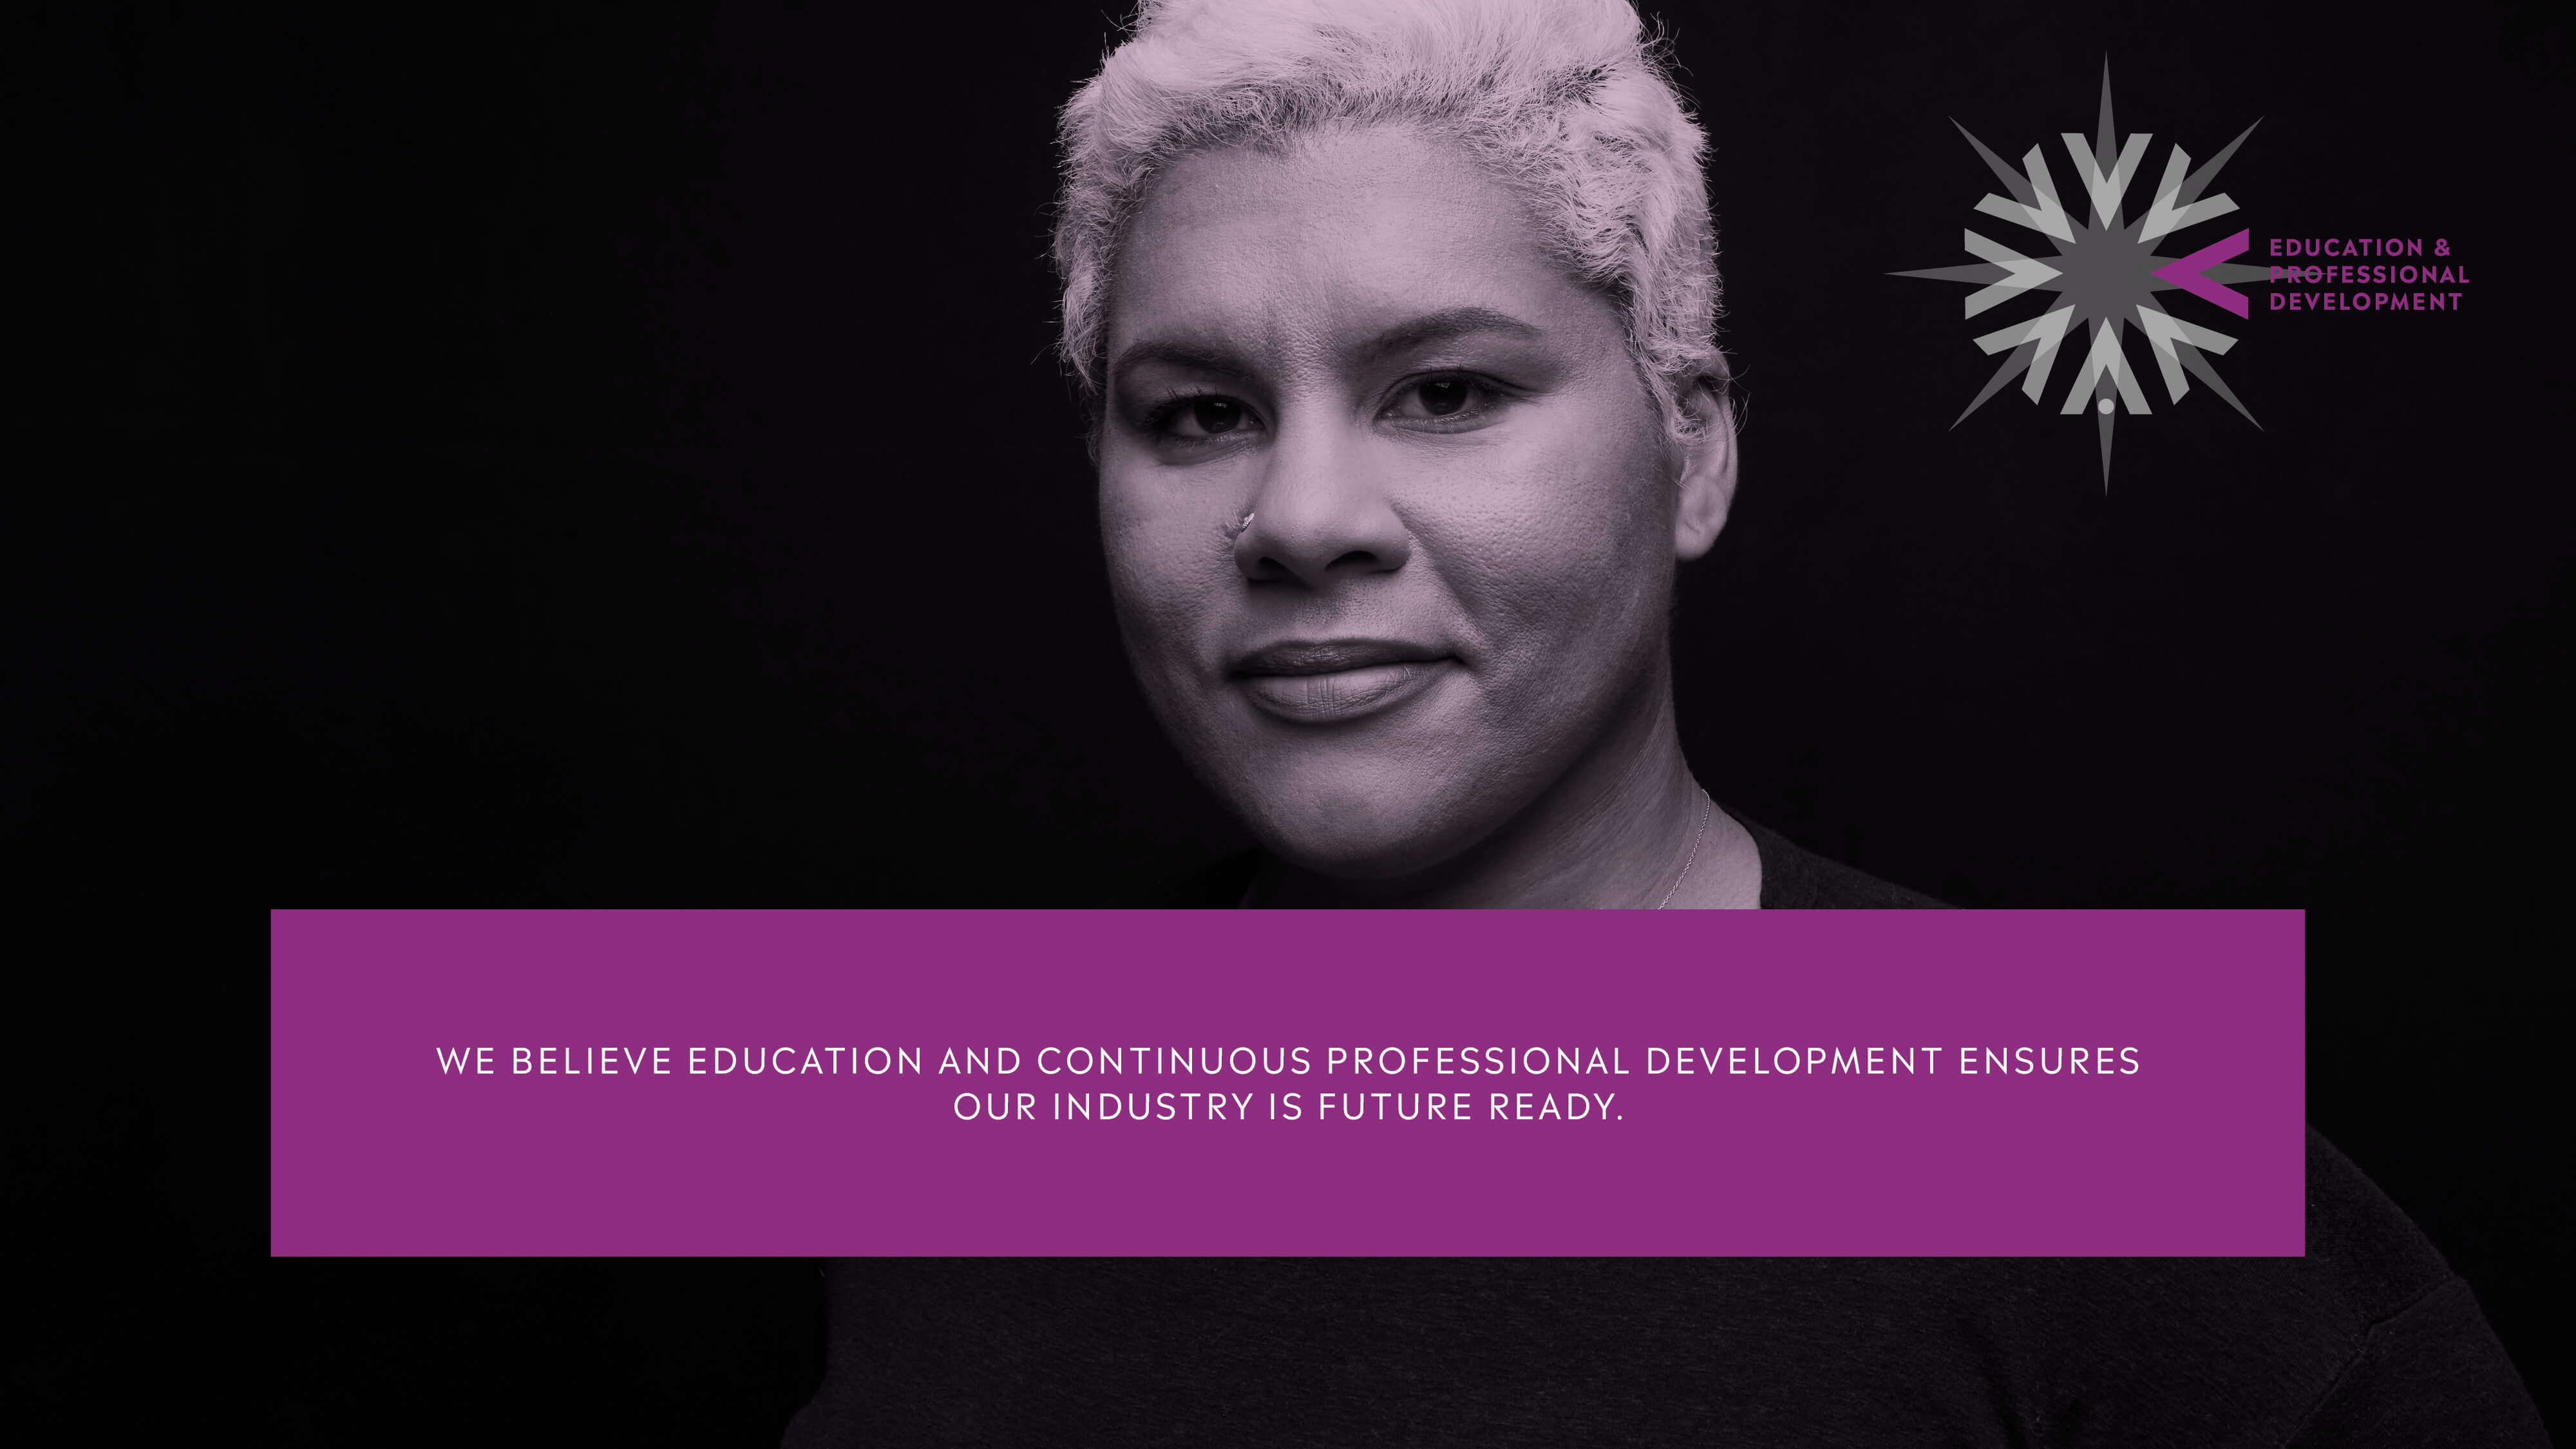 EDUCATION &
PROFESSIONAL
DEVELOPMENT
WE BELIEVE EDUCATION AND CONTINUOUS PROFESSIONAL DEVELOPMENT ENSURES
OUR INDUSTRY IS FUTURE READY.